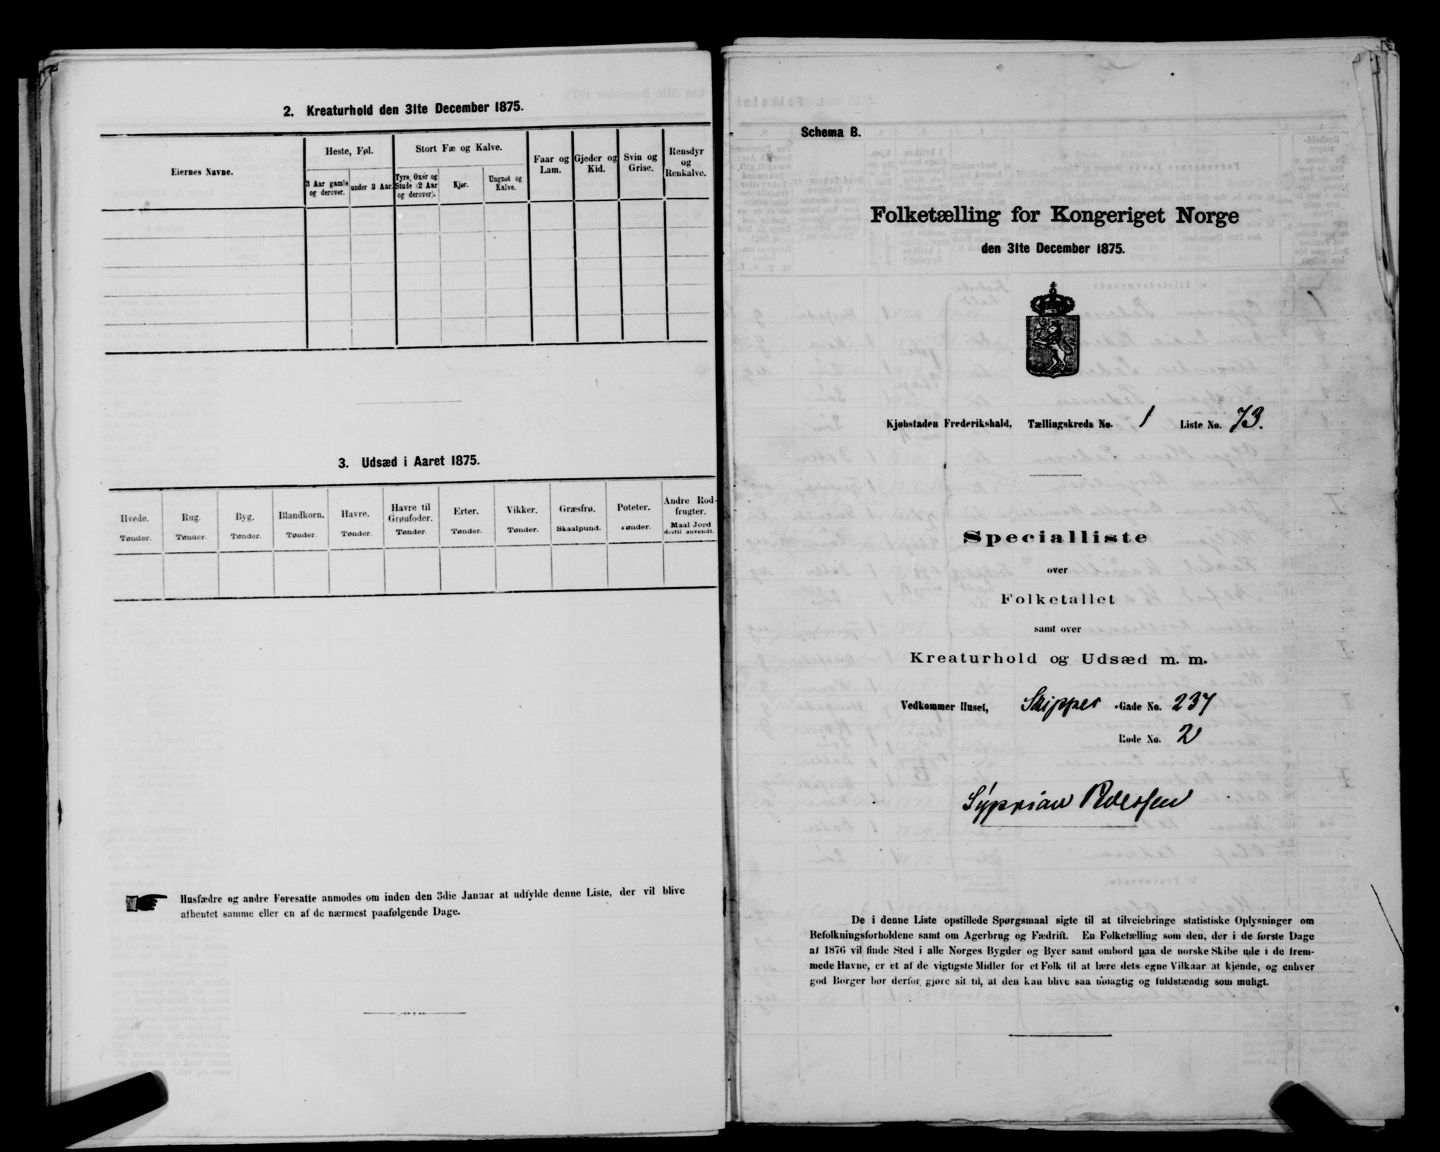 2. Kreaturhold den 31te December 1875.
Eiernes Navne.
Heste, Føl.
3 Aar gamle og derover.
under 3 Aar.
Stort Fæ og Kalve.
Tyre, Oxer og Stude (2 Aar og derover).
Kjør.
Ungnøt og Kalve.
Faar og Lam.
Gjeder og Kid.
Svin og Grise.
Rensdyr og Renkalve.
3. Udsæd i Aaret 1875.
Hvede. Tønder.
Rug. Tønder.
Byg. Tønder.
Blandkorn. Tønder.
Havre. Tønder.
Havre til Grønfoder. Tønder.
Erter. Tønder.
Vikker. Tønder.
Græsfrø. Skaalpund.
Poteter. Tønder.
Andre Rodfrugter. Maal Jord dertil anvendt.
Husfædre og andre Foresatte anmodes om inden den 3die Januar at udfylde denne Liste, der vil blive
afhentet samme eller en af de nærmest paafølgende Dage.
Schema B.
Folketælling for Kongeriget Norge
den 31te December 1875.
Kjøbstaden Frederikshald, Tællingskreds No. 1 Liste No. 73.
Specialliste
over
Folketallet
samt over
Kreaturhold og Udsæd m. m.
Vedkommer Huset, Skipper -Gade No. 237
Rode No. 2
Syprian Pedersen
De i denne Liste opstillede Spørgsmaal sigte til at tilveiebringe statistiske Oplysninger om
Befolkningsforholdene samt om Agerbrug og Fædrift. En Folketælling som den, der i de første Dage
af 1876 vil finde Sted i alle Norges Bygder og Byer samt ombord paa de norske Skibe ude i de frem-
mede Havne, er et af de vigtigste Midler for et Folk til at lære dets egne Vilkaar at kjende, og enhver
god Borger bør derfor gjøre sit til, at den kan blive saa nøiagtig og fuldstændig som muligt.